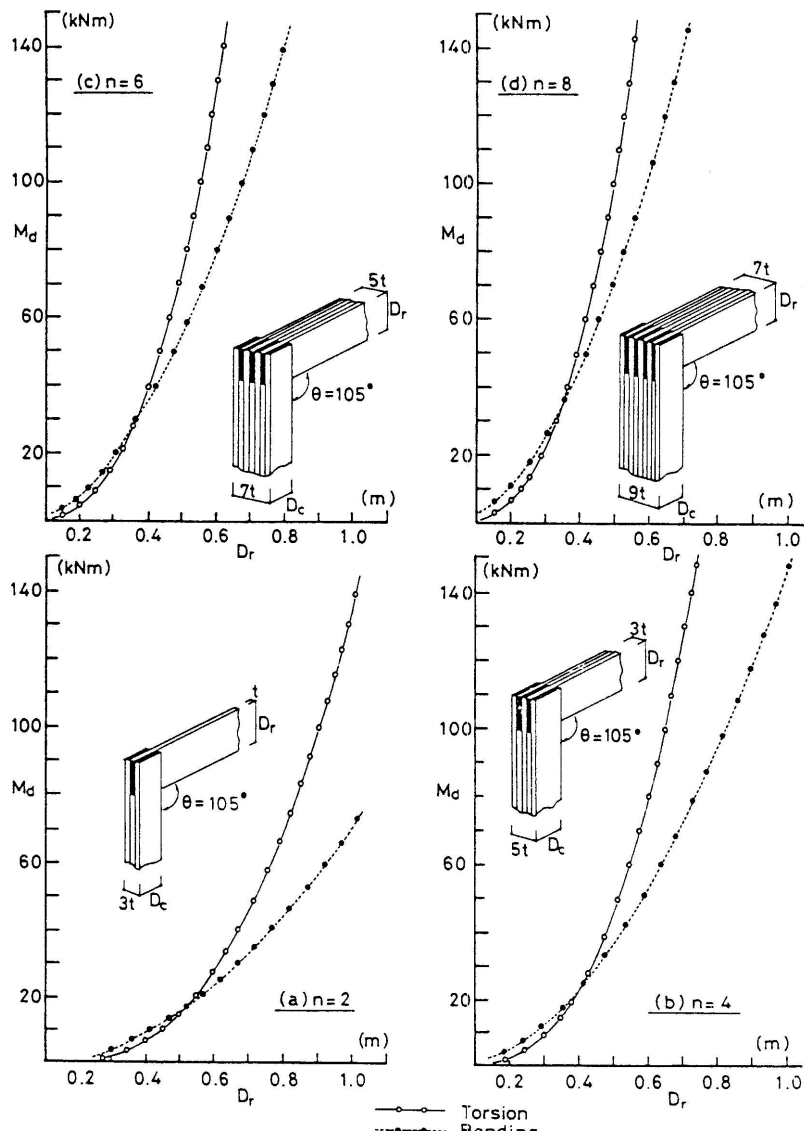 (kNm)
140
(c) n=6
100
M_d
60
20
5t
D_r
θ=105°
7t
D_c
(m)
0.2 0.4 0.6 0.8 1.0
D_r
(kNm)
140
(d) n=8
100
M_d
60
20
7t
D_r
θ=105°
9t
D_c
(m)
0.2 0.4 0.6 0.8 1.0
D_r
(kNm)
140
100
M_d
60
20
t
D_r
θ=105°
3t
D_c
(a) n=2
(m)
0.2 0.4 0.6 0.8 1.0
D_r
(kNm)
140
100
M_d
60
20
3t
D_r
θ=105°
5t
D_c
(b) n=4
(m)
0.2 0.4 0.6 0.8 1.0
D_r
Torsion
Bending